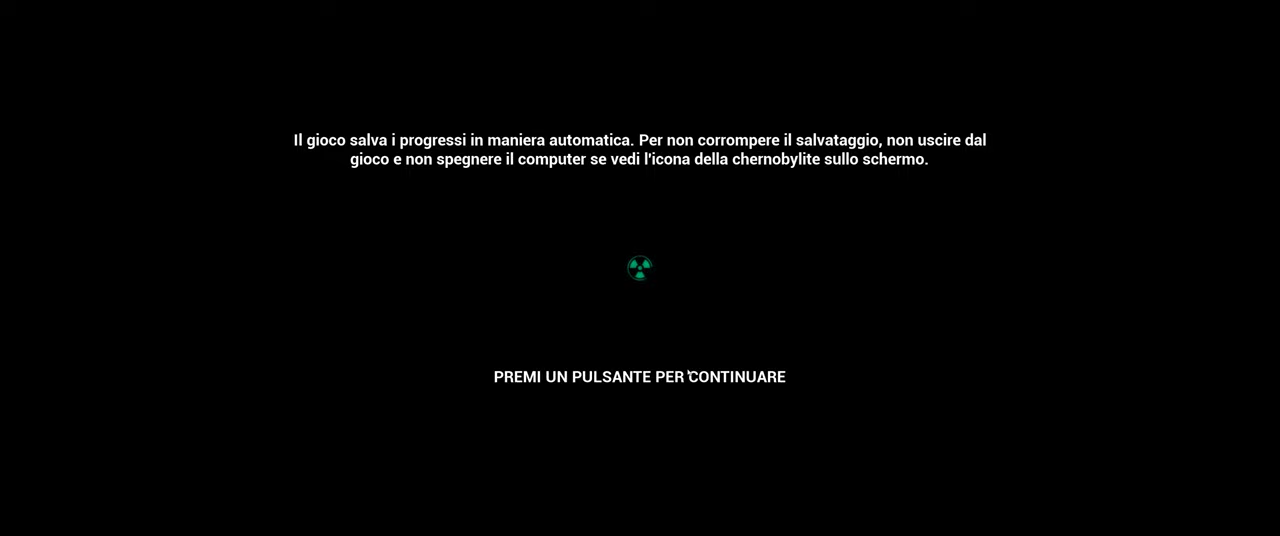 Il gioco salva i progressi in maniera automatica. Per non corrompere il salvataggio, non uscire dal
gioco e non spegnere il computer se vedi l'icona della chernobylite sullo schermo.
PREMI UN PULSANTE PER CONTINUARE